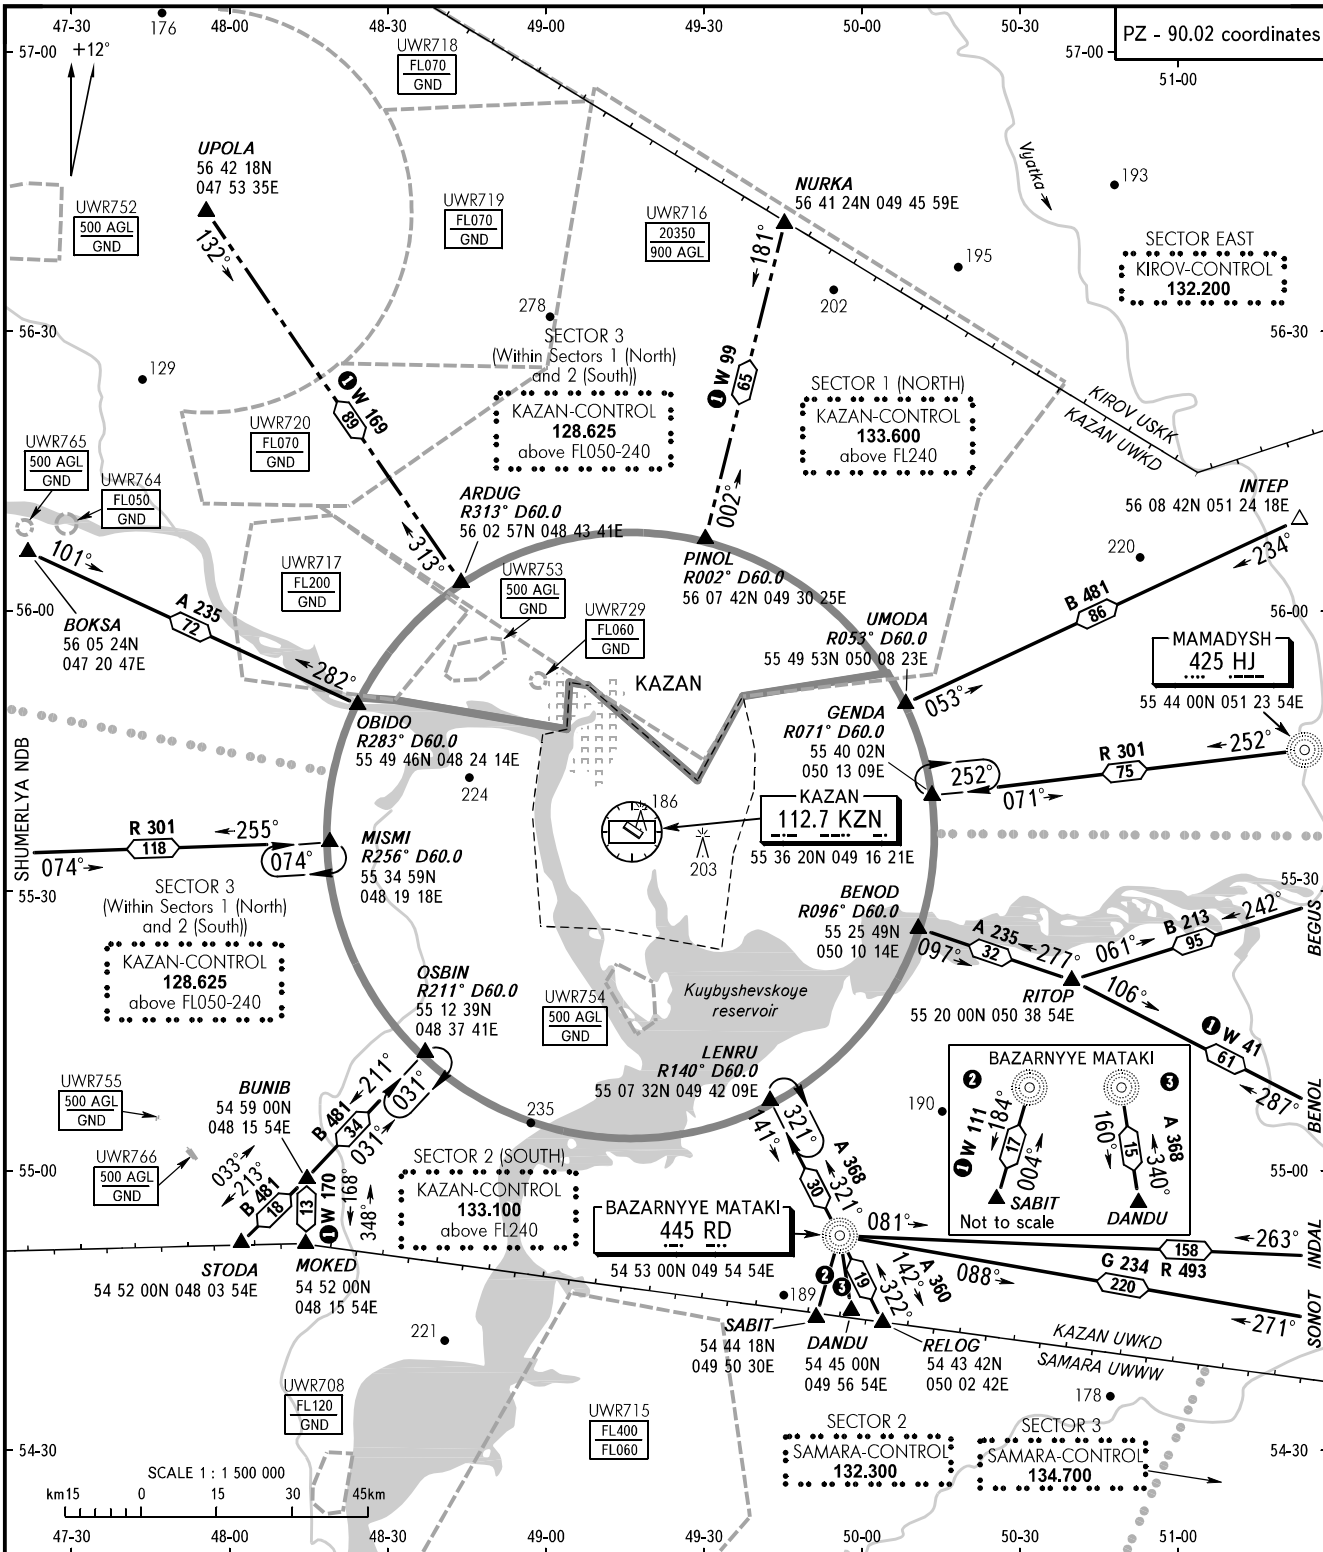 47-30
48-00
48-30
49-00
49-30
50-00
50-30
PZ - 90.02 coordinates
57-00
57-00
51-00
176
+12°
UWR718
FL070
GND
UPOLA
56 42 18N
047 53 35E
132°
UWR752
500 AGL
GND
UWR719
FL070
GND
UWR716
20350
900 AGL
NURKA
56 41 24N 049 45 59E
181°
Vyatka
193
195
202
SECTOR EAST
KIROV-CONTROL
132.200
56-30
56-30
278
129
SECTOR 3
(Within Sectors 1 (North)
and 2 (South))
KAZAN-CONTROL
128.625
above FL050-240
1 W 99
65
SECTOR 1 (NORTH)
KAZAN-CONTROL
133.600
above FL240
KIROV USKK
KAZAN UWKD
1 W 169
89
UWR720
FL070
GND
UWR765
500 AGL
GND
UWR764
FL050
GND
ARDUG
R313° D60.0
56 02 57N 048 43 41E
313°
002°
INTEP
56 08 42N 051 24 18E
234°
220
101°
A 235
72
282°
BOKSA
56 05 24N
047 20 47E
UWR717
FL200
GND
UWR753
500 AGL
GND
UWR729
FL060
GND
PINOL
R002° D60.0
56 07 42N 049 30 25E
B 481
86
56-00
56-00
UMODA
R053° D60.0
55 49 53N 050 08 23E
053°
MAMADYSH
425 HJ
55 44 00N 051 23 54E
KAZAN
OBIDO
R283° D60.0
55 49 46N 048 24 14E
224
GENDA
R071° D60.0
55 40 02N
050 13 09E
252°
R 301
75
252°
071°
SHUMERLYA NDB
R 301
118
255°
074°
074°
MISMI
R256° D60.0
55 34 59N
048 19 18E
186
203
KAZAN
112.7 KZN
55 36 20N 049 16 21E
55-30
55-30
SECTOR 3
(Within Sectors 1 (North)
and 2 (South))
KAZAN-CONTROL
128.625
above FL050-240
BENOD
R096° D60.0
55 25 49N
050 10 14E
097°
A 235
32
277°
061°
B 213
95
242°
BEGUS
RITOP
55 20 00N 050 38 54E
106°
1 W 41
61
287°
BENOL
OSBIN
R211° D60.0
55 12 39N
048 37 41E
UWR754
500 AGL
GND
Kuybyshevskoye
reservoir
LENRU
R140° D60.0
55 07 32N 049 42 09E
BAZARNYYE MATAKI
2
3
184°
1 W 111
17
004°
160°
15
A 368
340°
SABIT
DANDU
Not to scale
190
UWR755
500 AGL
GND
BUNIB
54 59 00N
048 15 54E
B 481
34
211°
031°
031°
235
141°
321°
A 368
30
321°
55-00
55-00
UWR766
500 AGL
GND
033°
213°
B 481
18
13
1 W 170
168°
348°
SECTOR 2 (SOUTH)
KAZAN-CONTROL
133.100
above FL240
BAZARNYYE MATAKI
445 RD
54 53 00N 049 54 54E
081°
263°
158
R 493
INDAL
088°
G 234
220
271°
SONOT
STODA
54 52 00N 048 03 54E
MOKED
54 52 00N
048 15 54E
2
3
19
142°
322°
A 360
189
221
SABIT
54 44 18N
049 50 30E
DANDU
54 45 00N
049 56 54E
RELOG
54 43 42N
050 02 42E
KAZAN UWKD
SAMARA UWWW
178
UWR708
FL120
GND
UWR715
FL400
FL060
SECTOR 2
SAMARA-CONTROL
132.300
SECTOR 3
SAMARA-CONTROL
134.700
54-30
54-30
SCALE 1 : 1 500 000
km15 0 15 30 45km
47-30
48-00
48-30
49-00
49-30
50-00
50-30
51-00